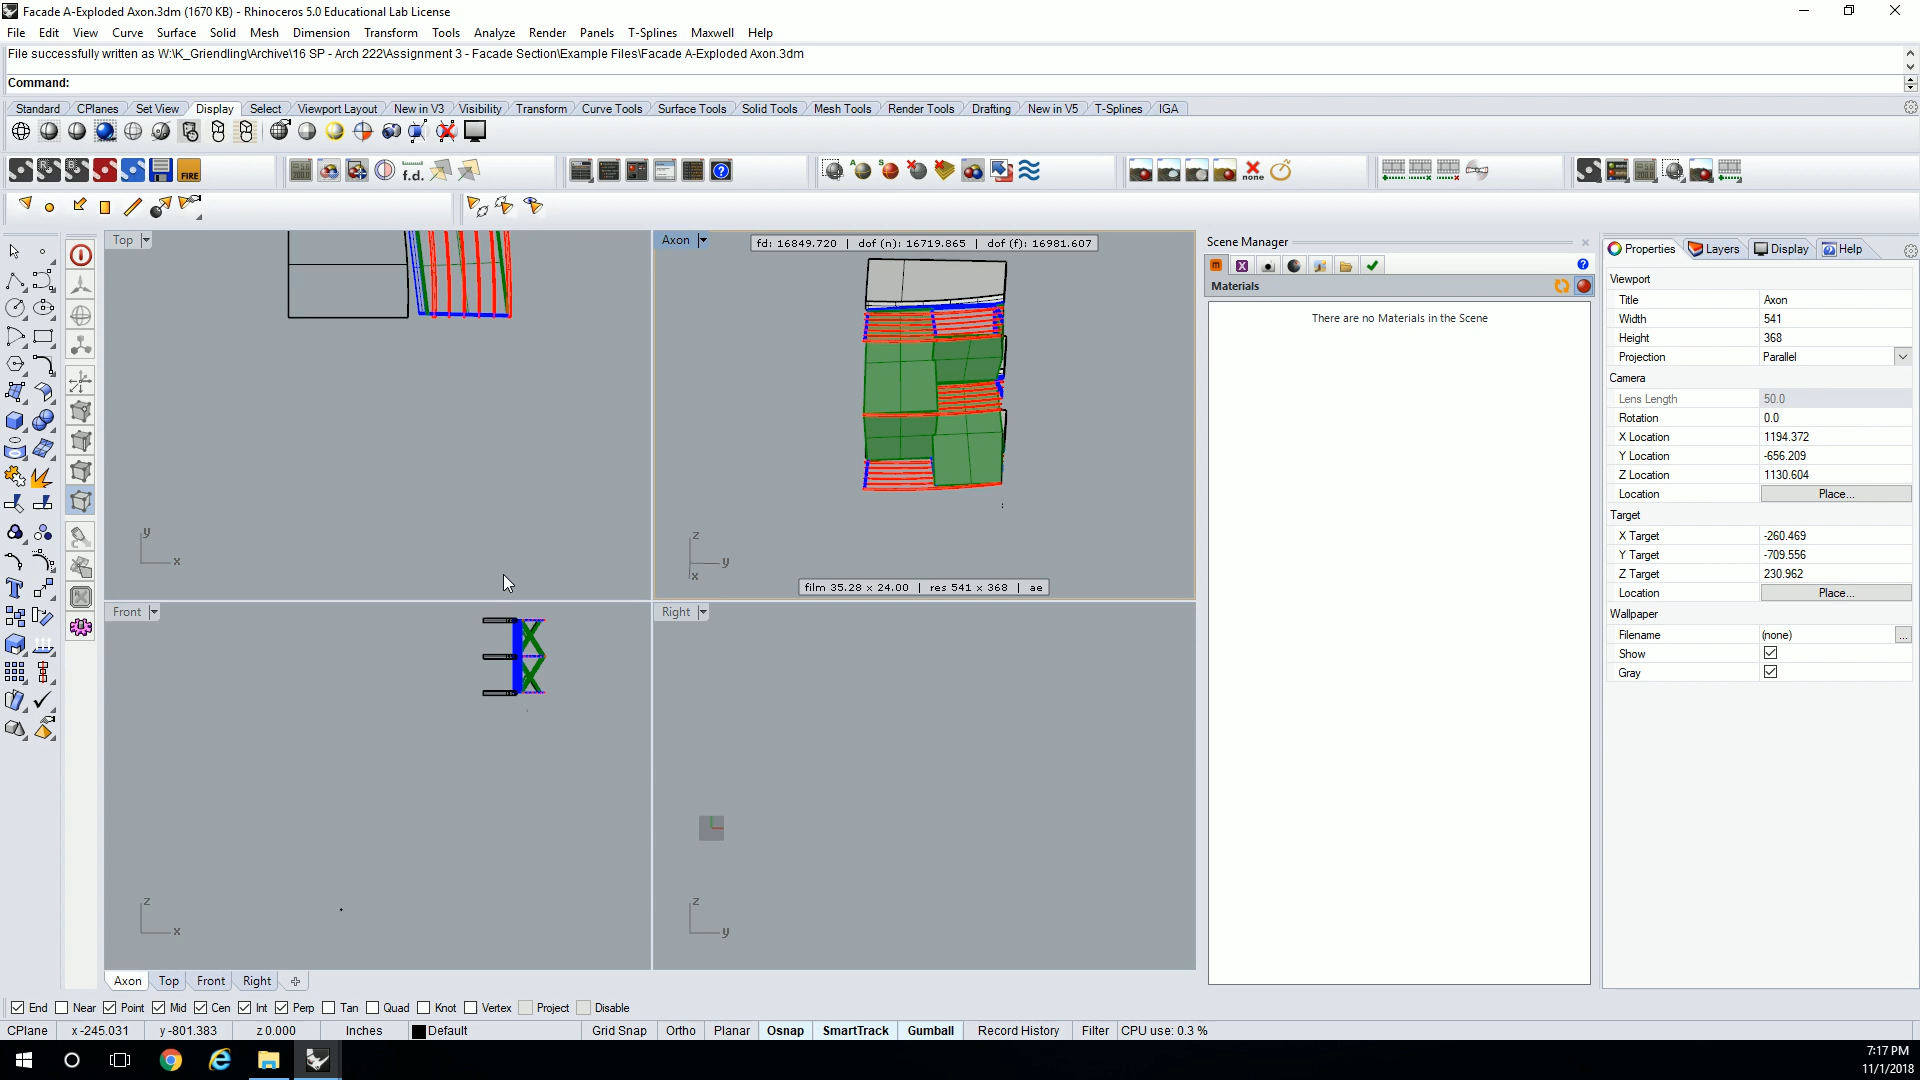 Facade A-Exploded Axon.3dm (1670 KB) - Rhinoceros 5.0 Educational Lab License
File Edit View Curve Surface Solid Mesh Dimension Transform Tools Analyze Render Panels T-Splines Maxwell Help
File successfully written as W:\K_Griendling\Archive\16 SP - Arch 222\Assignment 3 - Facade Section\Example Files\Facade A-Exploded Axon.3dm
Command:
Standard CPlanes Set View Display Select Viewport Layout New in V3 Visibility Transform Curve Tools Surface Tools Solid Tools Mesh Tools Render Tools Drafting New in V5 T-Splines IGA
FIRE f.d. none
Top
Axon
fd: 16849.720 | dof (n): 16719.865 | dof (f): 16981.607
y
x
z
y
x
film 35.28 x 24.00 | res 541 x 368 | ae
Front
z
x
Right
z
y
Scene Manager
Materials
There are no Materials in the Scene
Properties Layers Display Help
Viewport
Title Axon
Width 541
Height 368
Projection Parallel
Camera
Lens Length 50.0
Rotation 0.0
X Location 1194.372
Y Location -656.209
Z Location 1130.604
Location Place...
Target
X Target -260.469
Y Target -709.556
Z Target 230.962
Location Place...
Wallpaper
Filename (none) ...
Show
Gray
Axon Top Front Right
End Near Point Mid Cen Int Perp Tan Quad Knot Vertex Project Disable
CPlane x -245.031 y -801.383 z 0.000 Inches Default Grid Snap Ortho Planar Osnap SmartTrack Gumball Record History Filter CPU use: 0.3 %
7:17 PM
11/1/2018